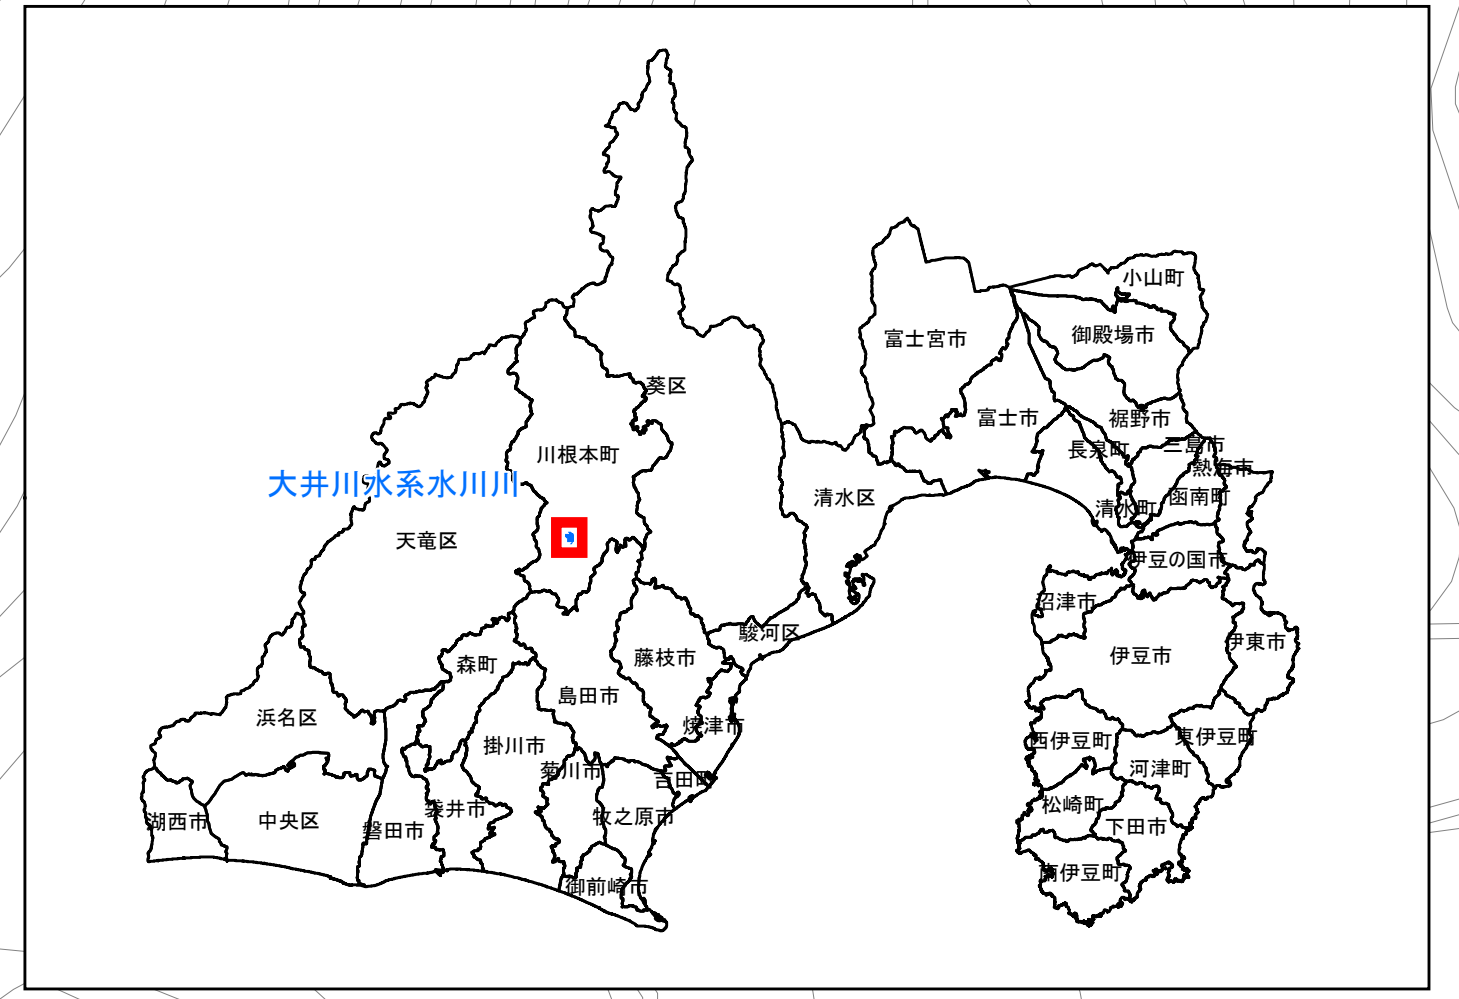 小山町
御殿場市
富士宮市
葵区
富士市
裾野市
三島市
長泉町
川根本町
熱海市
大井川水系水川川
清水区
函南町
清水町
天竜区
伊豆の国市
沼津市
駿河区
伊東市
伊豆市
藤枝市
森町
島田市
浜名区
焼津市
東伊豆町
西伊豆町
掛川市
河津町
菊川市
吉田町
松崎町
袋井市
牧之原市
湖西市
中央区
磐田市
下田市
南伊豆町
御前崎市